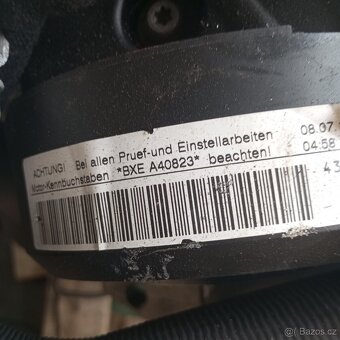 ACHTUNG! Bei allen Pruef-und Einstellarbeiten 08.07.
Motor-Kennbuchstaben *BXE A40823* beachten! 04:58
43
© Bazos.cz